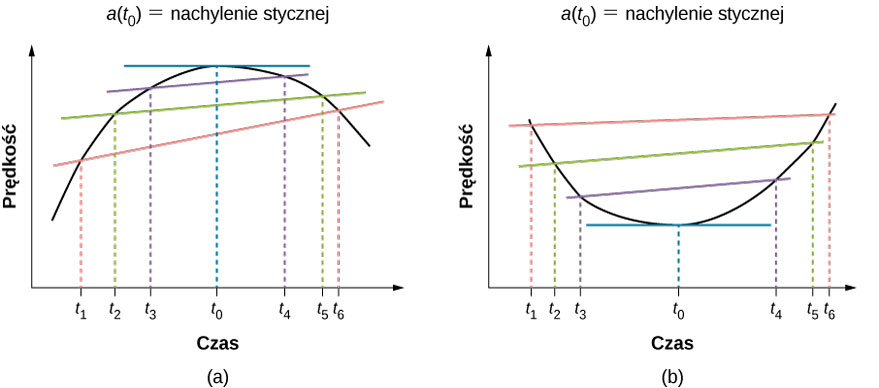 a(t₀) = nachylenie stycznej
Prędkość
t₁ t₂ t₃ t₀ t₄ t₅ t₆
Czas
(a)
a(t₀) = nachylenie stycznej
Prędkość
t₁ t₂ t₃ t₀ t₄ t₅ t₆
Czas
(b)